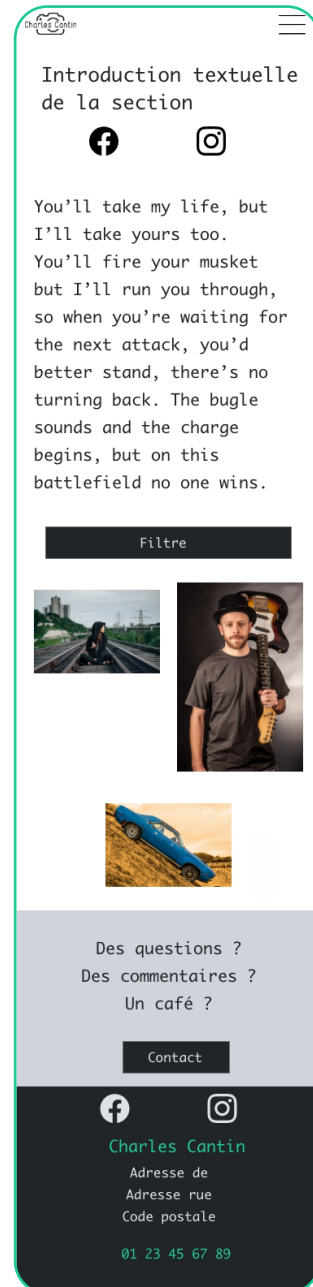 Charles Cantin
Introduction textuelle
de la section
You’ll take my life, but
I’ll take yours too.
You’ll fire your musket
but I’ll run you through,
so when you’re waiting for
the next attack, you’d
better stand, there’s no
turning back. The bugle
sounds and the charge
begins, but on this
battlefield no one wins.
Filtre
Des questions ?
Des commentaires ?
Un café ?
Contact
Charles Cantin
Adresse de
Adresse rue
Code postale
01 23 45 67 89